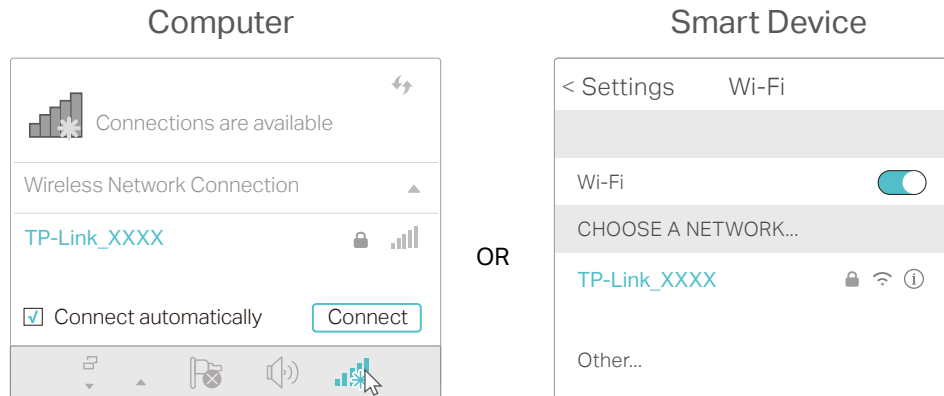 Computer
Connections are available
Wireless Network Connection
TP-Link_XXXX
Connect automatically
Connect
OR
Smart Device
< Settings Wi-Fi
Wi-Fi
CHOOSE A NETWORK...
TP-Link_XXXX
Other...